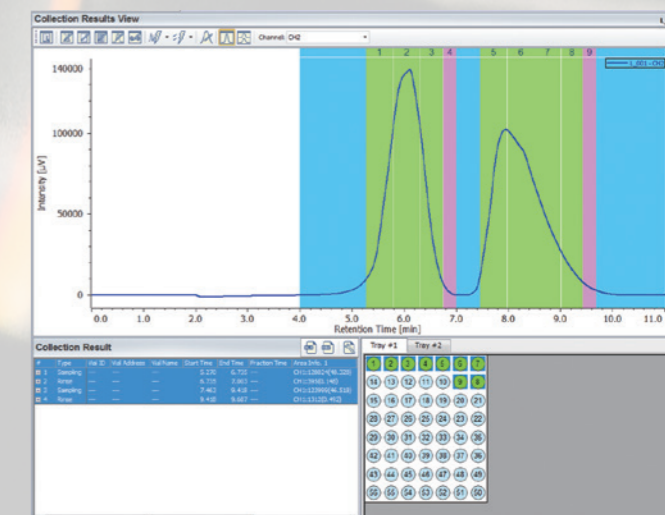 Collection Results View
Channel: CH2
1 2 3 4 5 6 7 8 9
Intensity [µV]
140000
100000
50000
0
0.0 1.0 2.0 3.0 4.0 5.0 6.0 7.0 8.0 9.0 10.0 11.0
Retention Time [min]
Collection Result
# Type Vial ID Vial Address Vial Name Start Time End Time Fraction Time Area Info. 1
1 Sampling --- --- --- 5.270 6.735 ---
2 Rinse --- --- --- 6.735 ---
3 Sampling --- --- --- 7.463 9.418 ---
4 Rinse --- --- --- 9.418 9.687 ---
Tray #1 Tray #2
1 2 3 4 5 6 7
14 13 12 11 10 9 8
15 16 17 18 19 20 21
28 27 26 25 24 23 22
29 30 31 32 33 34 35
42 41 40 39 38 37 36
43 44 45 46 47 48 49
56 55 54 53 52 51 50